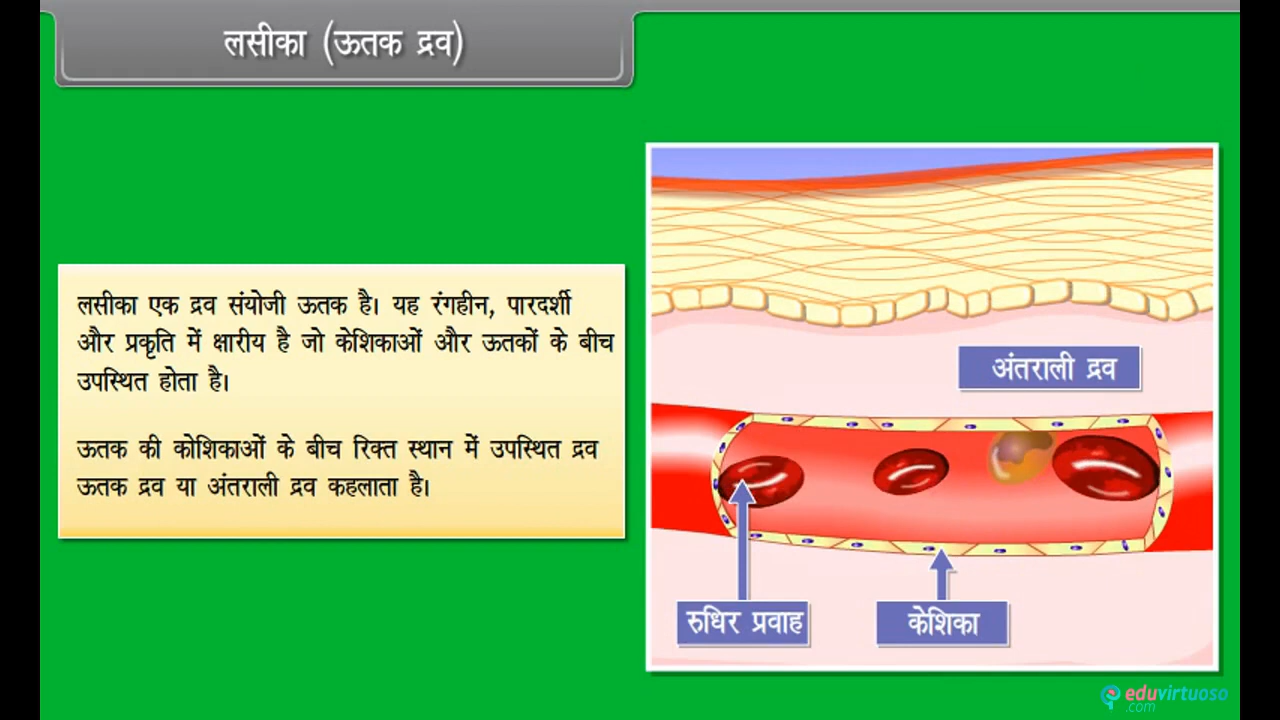 लसीका (ऊतक द्रव)
लसीका एक द्रव संयोजी ऊतक है। यह रंगहीन, पारदर्शी
और प्रकृति में क्षारीय है जो केशिकाओं और ऊतकों के बीच
उपस्थित होता है।
ऊतक की कोशिकाओं के बीच रिक्त स्थान में उपस्थित द्रव
ऊतक द्रव या अंतराली द्रव कहलाता है।
अंतराली द्रव
रुधिर प्रवाह
केशिका
eduvirtuoso
.com